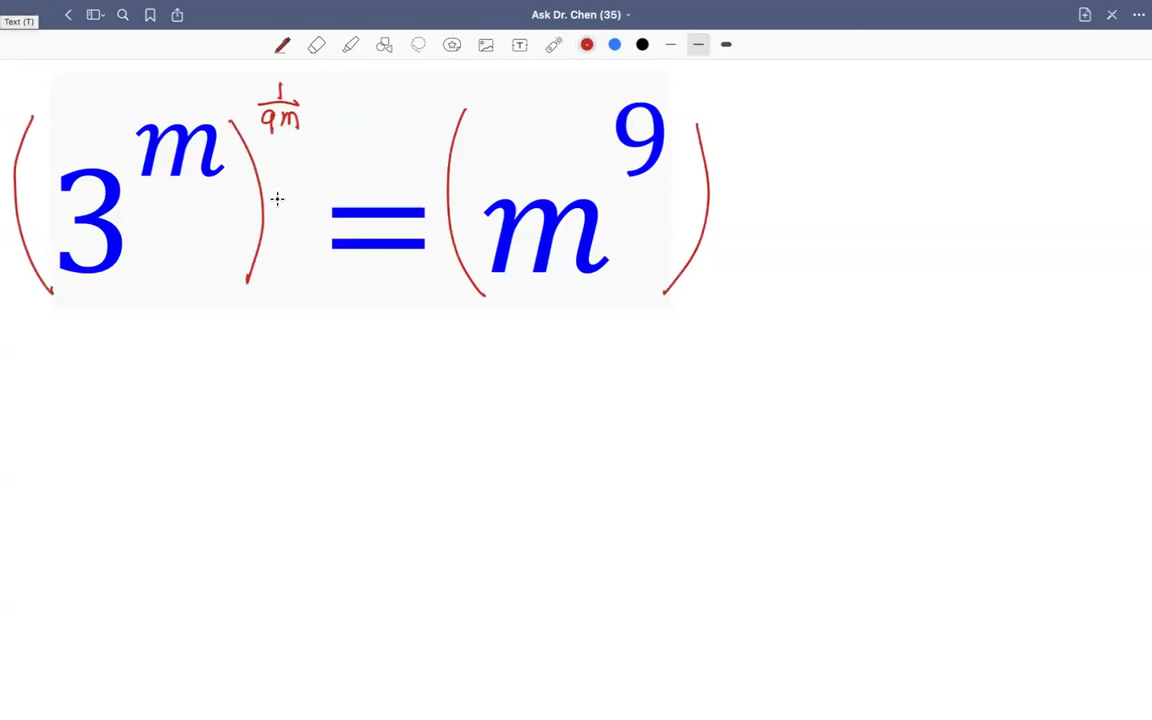 Ask Dr. Chen (35)
Text (T)
T
(3^m)^(1/9m) = (m^9)